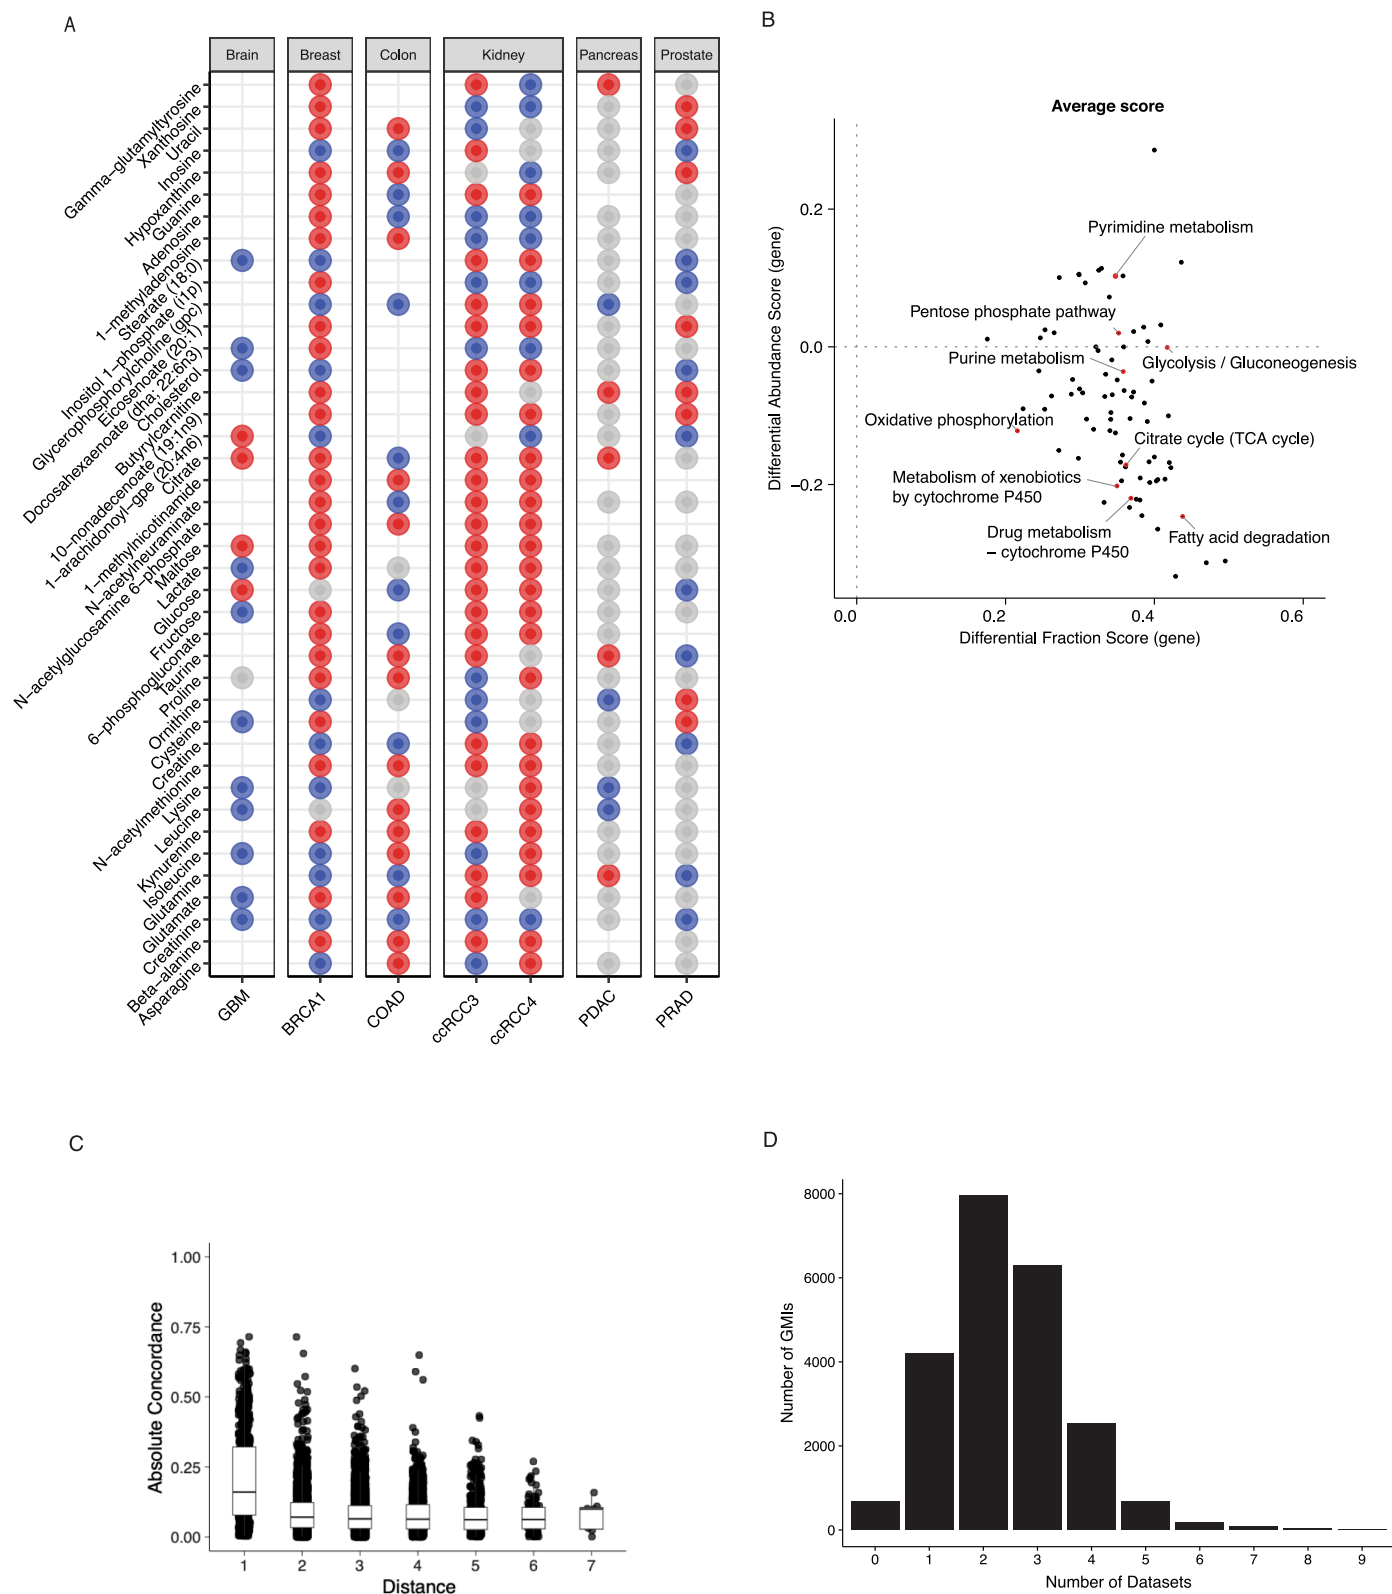 A
Brain
Breast
Colon
Kidney
Pancreas
Prostate
Gamma−glutamyltyrosine
Xanthosine
Uracil
Inosine
Hypoxanthine
Guanine
Adenosine
1−methyladenosine
Stearate (18:0)
Inositol 1−phosphate (i1p)
Glycerophosphorylcholine (gpc)
Eicosenoate (20:1)
Docosahexaenoate (dha; 22:6n3)
Cholesterol
Butyrylcarnitine
10−nonadecenoate (19:1n9)
1−arachidonoyl−gpe (20:4n6)
Citrate
1−methylnicotinamide
N−acetylneuraminate
N−acetylglucosamine 6−phosphate
Maltose
Lactate
Glucose
Fructose
6−phosphogluconate
Taurine
Proline
Ornithine
Cysteine
Creatine
N−acetylmethionine
Lysine
Leucine
Kynurenine
Isoleucine
Glutamine
Glutamate
Creatinine
Beta−alanine
Asparagine
GBM
BRCA1
COAD
ccRCC3
ccRCC4
PDAC
PRAD
B
Average score
Differential Abundance Score (gene)
0.2
0.0
−0.2
Pyrimidine metabolism
Pentose phosphate pathway
Purine metabolism
Glycolysis / Gluconeogenesis
Oxidative phosphorylation
Citrate cycle (TCA cycle)
Metabolism of xenobiotics
by cytochrome P450
Drug metabolism
− cytochrome P450
Fatty acid degradation
0.0
0.2
0.4
0.6
Differential Fraction Score (gene)
C
Absolute Concordance
1.00
0.75
0.50
0.25
0.00
1
2
3
4
5
6
7
Distance
D
Number of GMIs
8000
6000
4000
2000
0
0
1
2
3
4
5
6
7
8
9
Number of Datasets